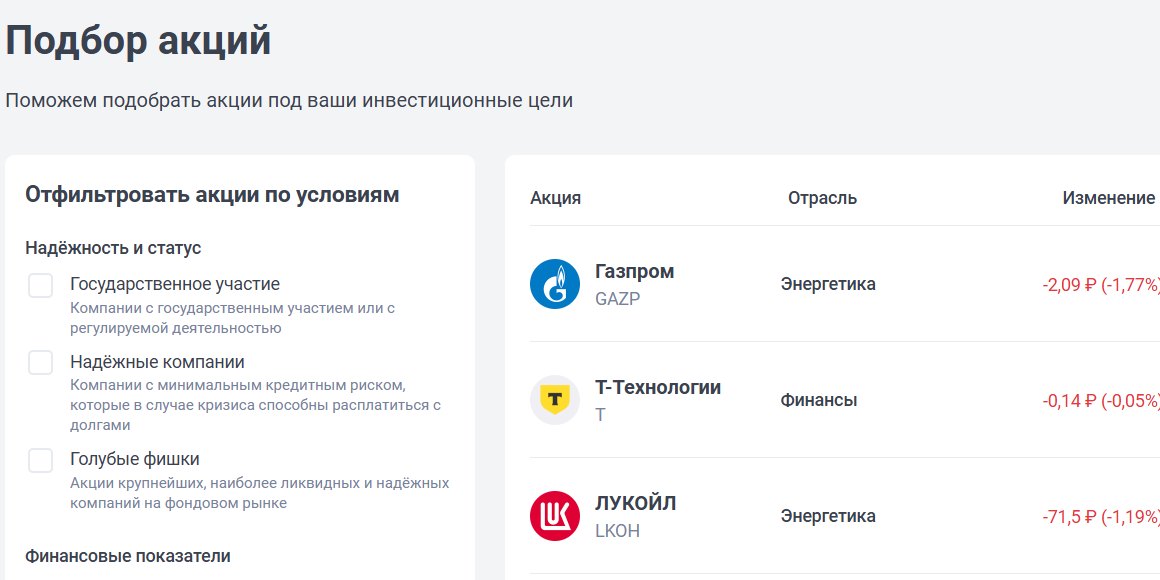 Подбор акций
Поможем подобрать акции под ваши инвестиционные цели
Отфильтровать акции по условиям
Надёжность и статус
Государственное участие
Компании с государственным участием или с
регулируемой деятельностью
Надёжные компании
Компании с минимальным кредитным риском,
которые в случае кризиса способны расплатиться с
долгами
Голубые фишки
Акции крупнейших, наиболее ликвидных и надёжных
компаний на фондовом рынке
Финансовые показатели
Акция Отрасль Изменение
Газпром
GAZP
Энергетика
-2,09 ₽ (-1,77%)
Т
Т-Технологии
T
Финансы
-0,14 ₽ (-0,05%)
LUK
ЛУКОЙЛ
LKOH
Энергетика
-71,5 ₽ (-1,19%)